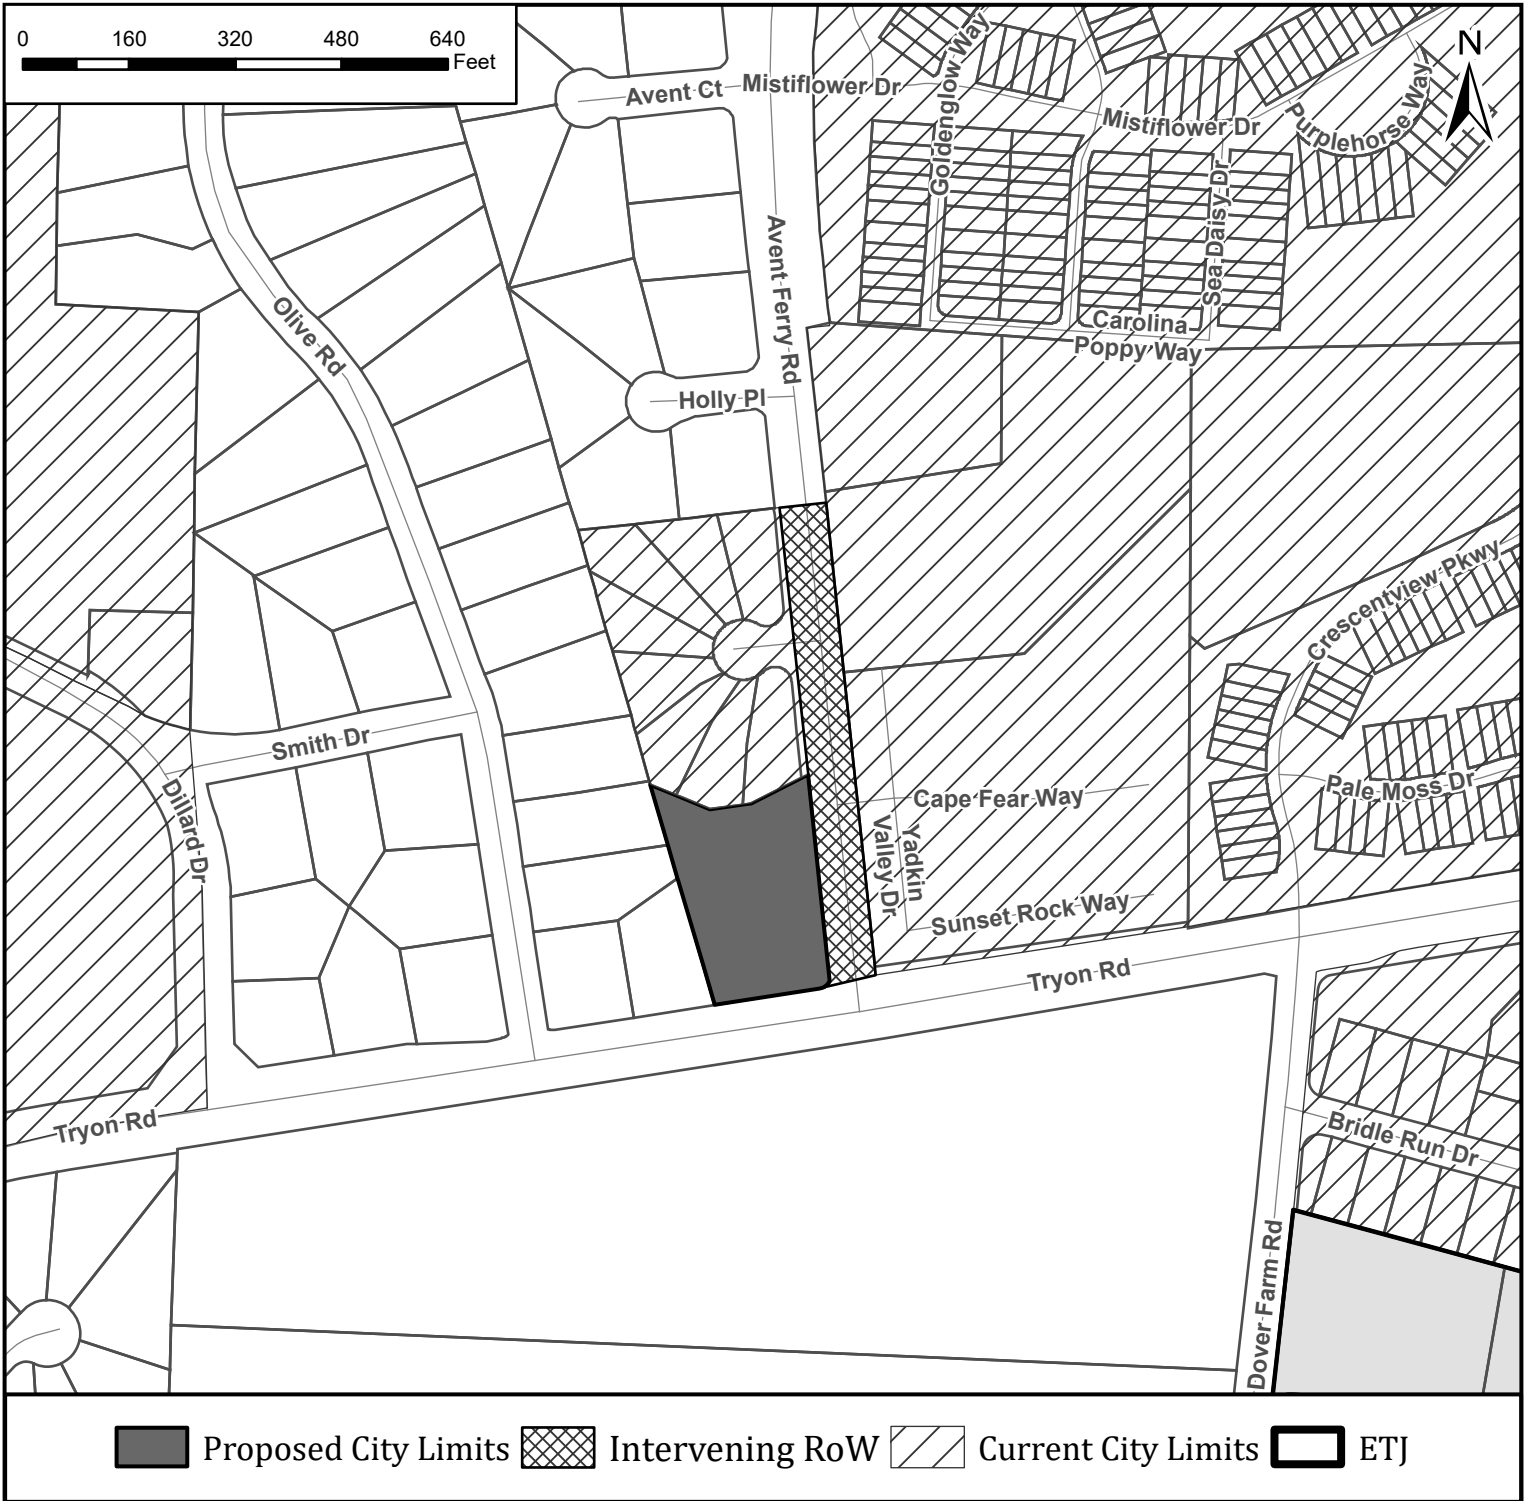 0 160 320 480 640
Feet
N
Avent Ct
Mistiflower Dr
Goldenglow Way
Mistiflower Dr
Purplehorse Way
Sea Daisy Dr
Avent Ferry Rd
Olive Rd
Carolina
Poppy Way
Holly Pl
Crescentview Pkwy
Smith Dr
Dillard Dr
Cape Fear Way
Pale Moss Dr
Yadkin
Valley Dr
Sunset Rock Way
Tryon Rd
Tryon Rd
Bridle Run Dr
Dover Farm Rd
Proposed City Limits Intervening RoW Current City Limits ETJ